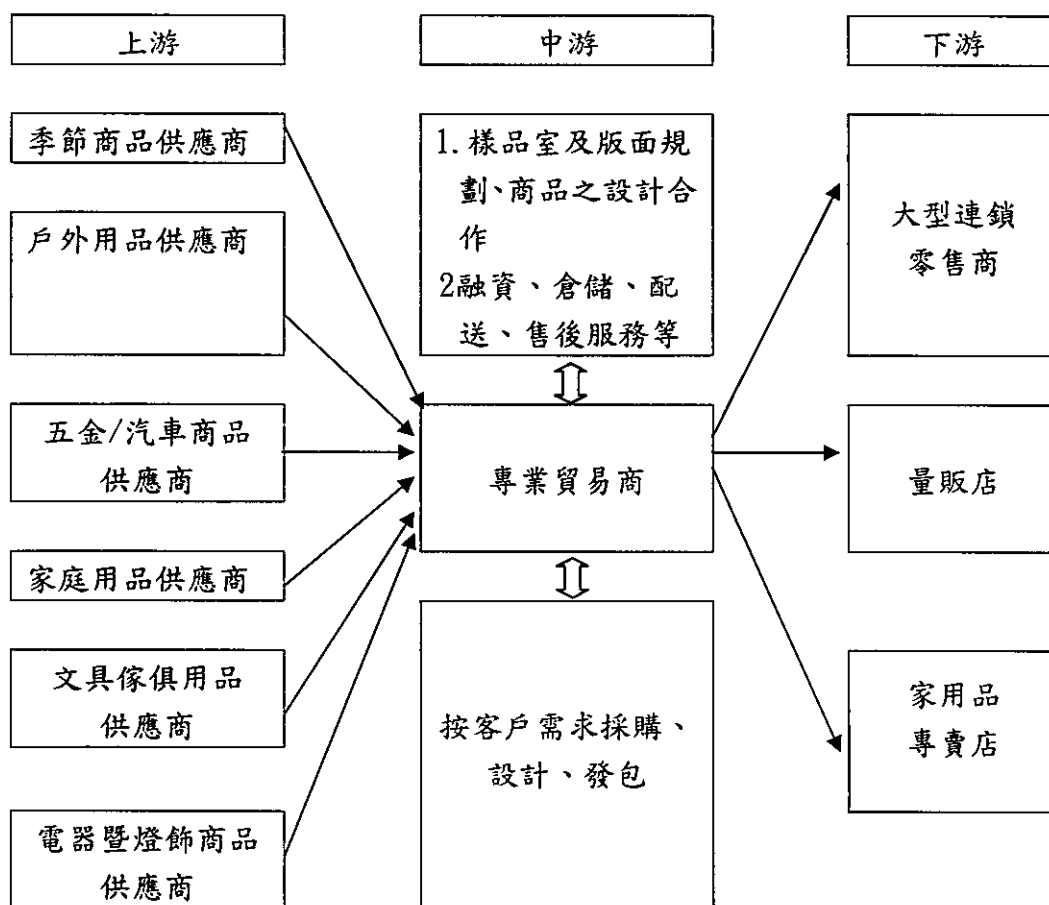 上游
中游
下游
季節商品供應商
戶外用品供應商
五金/汽車商品
供應商
家庭用品供應商
文具傢俱用品
供應商
電器暨燈飾商品
供應商
1.樣品室及版面規
劃、商品之設計合
作
2融資、倉儲、配
送、售後服務等
專業貿易商
按客戶需求採購、
設計、發包
大型連鎖
零售商
量販店
家用品
專賣店